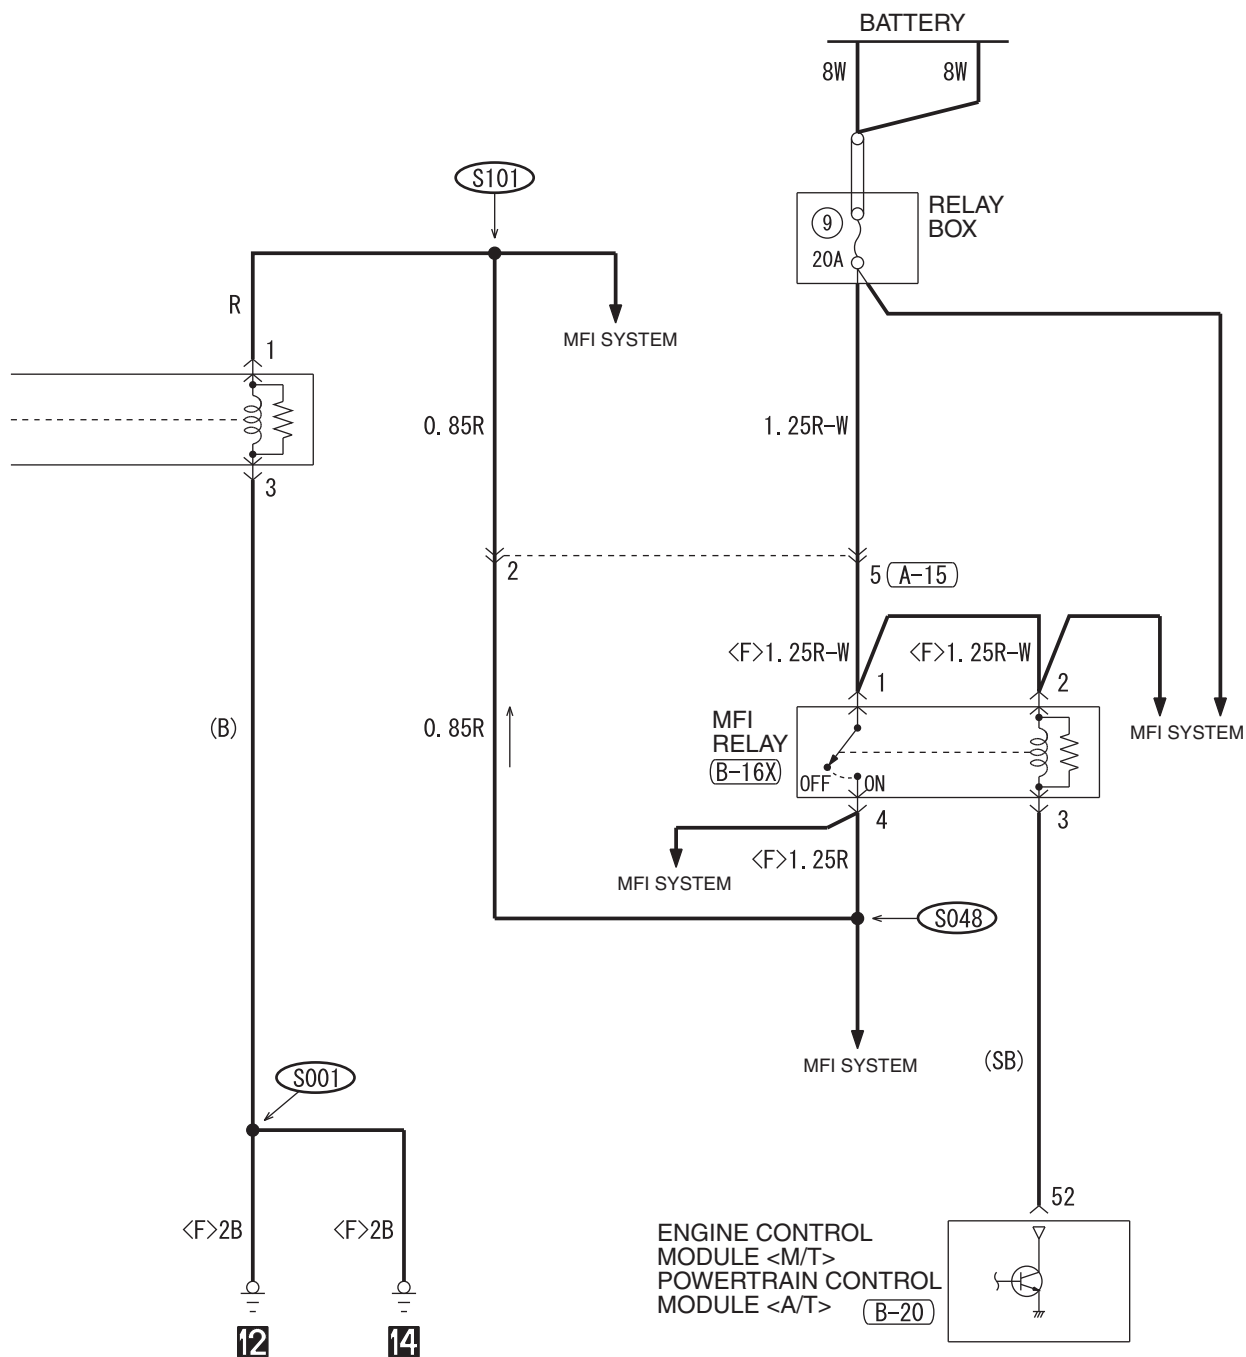 BATTERY
8W
8W
S101
9
20A
RELAY
BOX
R
1
MFI SYSTEM
0.85R
1.25R-W
3
2
5
A-15
<F>1.25R-W
<F>1.25R-W
1
2
(B)
0.85R
MFI
RELAY
B-16X
OFF
ON
MFI SYSTEM
4
3
<F>1.25R
MFI SYSTEM
S048
MFI SYSTEM
(SB)
S001
52
<F>2B
<F>2B
ENGINE CONTROL
MODULE <M/T>
POWERTRAIN CONTROL
MODULE <A/T>
B-20
12
14